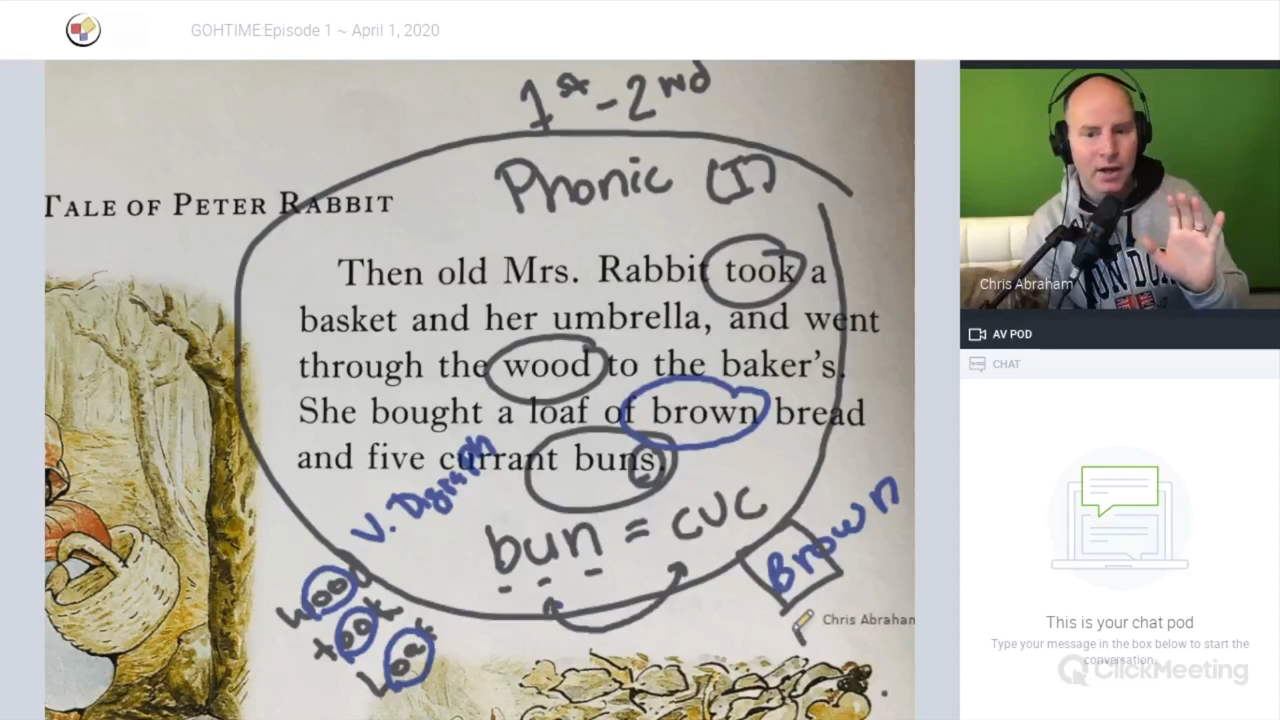 GOHTIME:Episode 1 ~ April 1, 2020
1st - 2nd
Phonic (I)
TALE OF PETER RABBIT
Then old Mrs. Rabbit took a
basket and her umbrella, and went
through the wood to the baker's.
She bought a loaf of brown bread
and five currant buns.
V. Digraph
bun = CVC
Brown
wood
took
Look
Chris Abraham
Chris Abraham
LONDON
AV POD
CHAT
This is your chat pod
Type your message in the box below to start the
conversation.
ClickMeeting